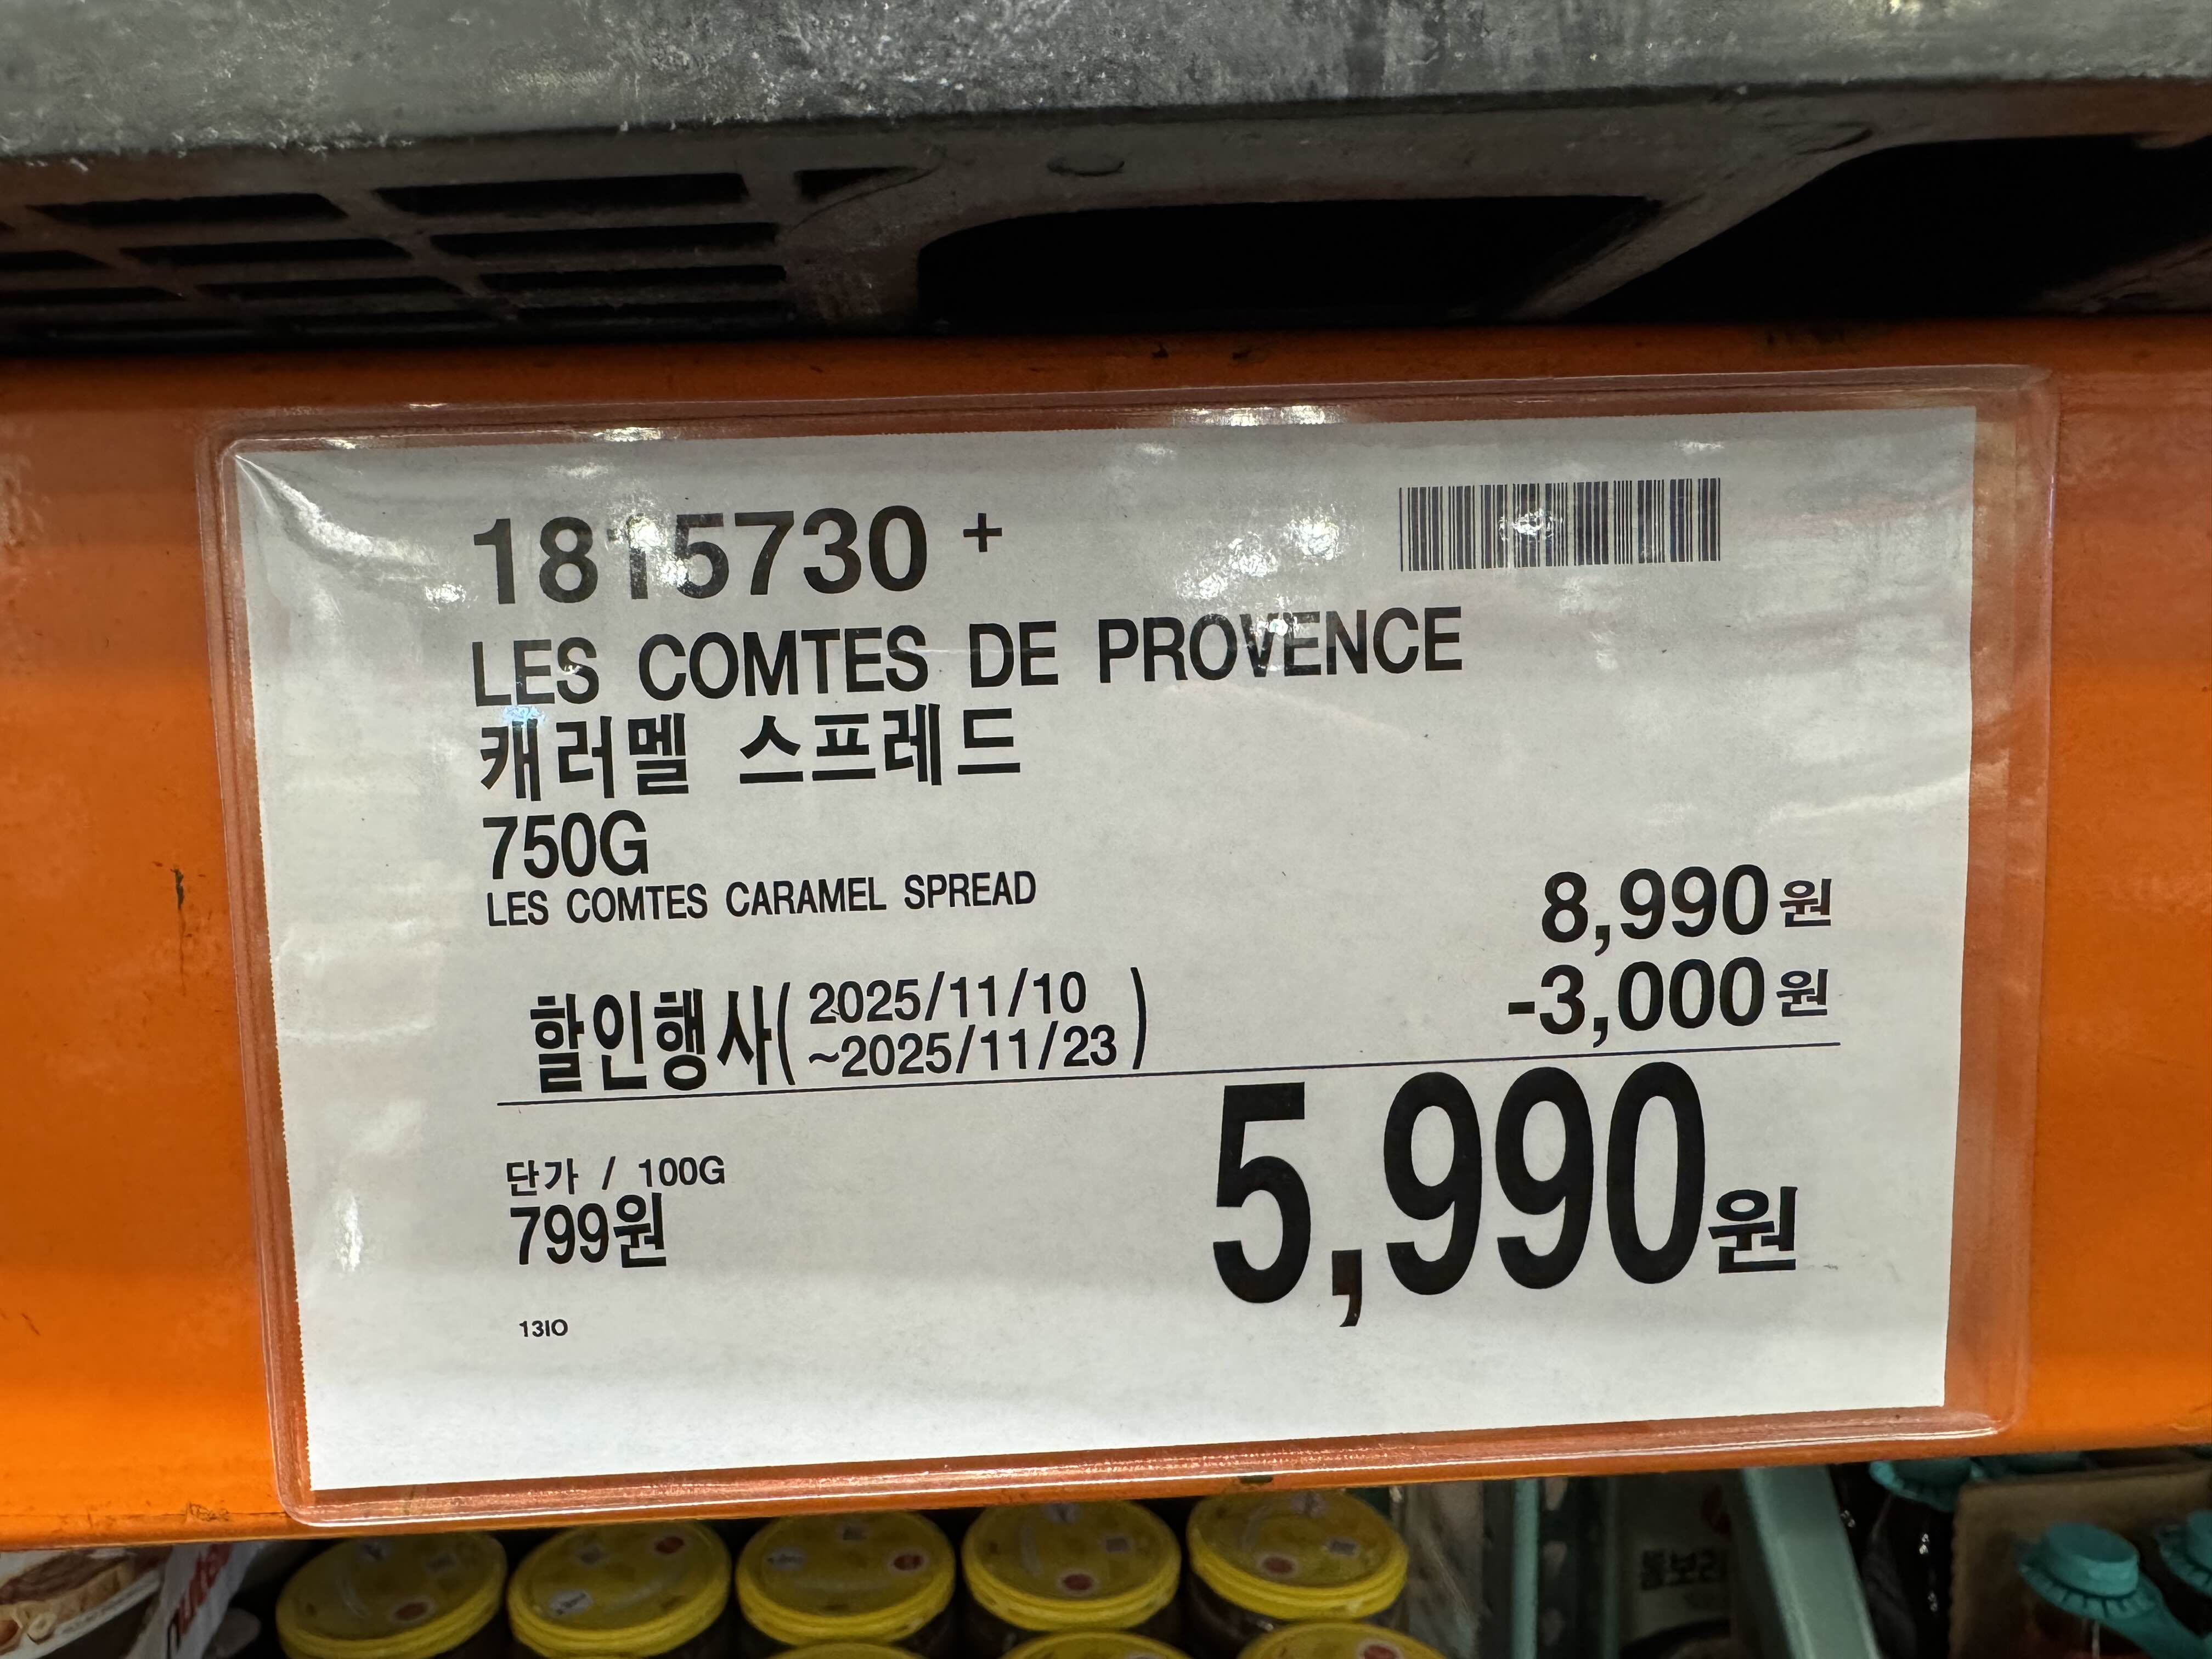 1815730 +
LES COMTES DE PROVENCE
캐러멜 스프레드
750G
LES COMTES CARAMEL SPREAD
8,990원
할인행사( 2025/11/10
~2025/11/23 )
-3,000원
5,990원
단가 / 100G
799원
13IO